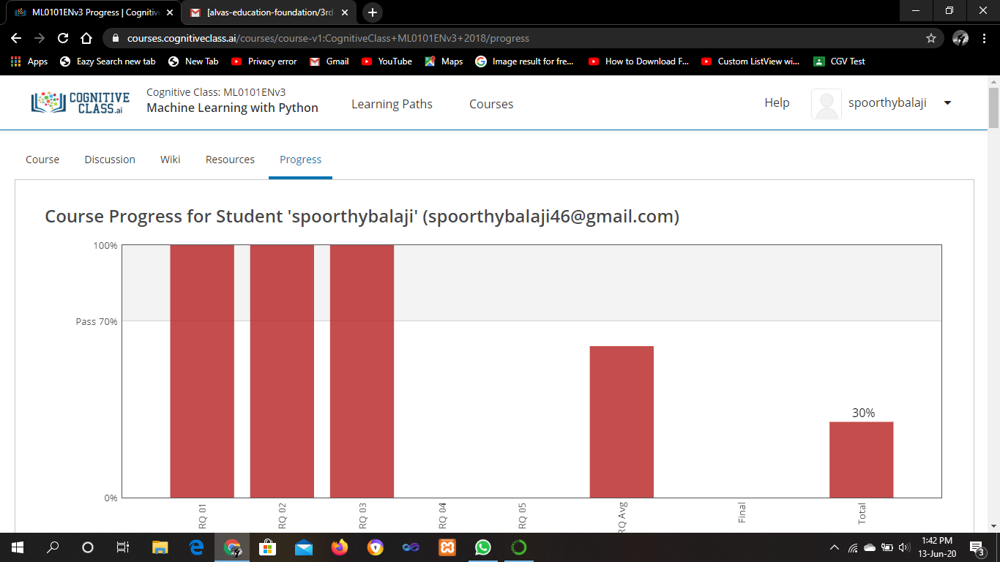 ML0101ENv3 Progress | Cognitiv
[alvas-education-foundation/3rd
courses.cognitiveclass.ai/courses/course-v1:CognitiveClass+ML0101ENv3+2018/progress
Apps
Eazy Search new tab
New Tab
Privacy error
Gmail
YouTube
Maps
Image result for fre...
How to Download F...
Custom ListView wi...
CGV Test
COGNITIVE
CLASS.ai
Cognitive Class: ML0101ENv3
Machine Learning with Python
Learning Paths
Courses
Help
spoorthybalaji
Course
Discussion
Wiki
Resources
Progress
Course Progress for Student 'spoorthybalaji' (spoorthybalaji46@gmail.com)
100%
Pass 70%
30%
0%
RQ 01
RQ 02
RQ 03
RQ 04
RQ 05
RQ Avg
Final
Total
1:42 PM
13-Jun-20
3